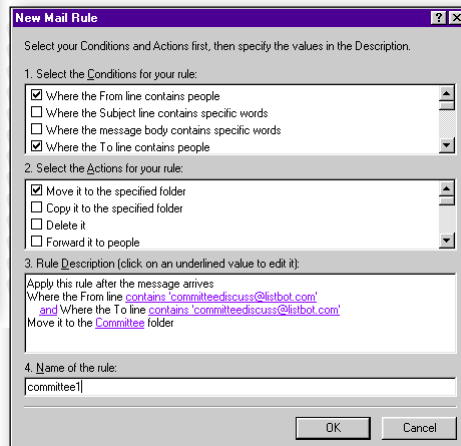 New Mail Rule
Select your Conditions and Actions first, then specify the values in the Description.
1. Select the Conditions for your rule:
Where the From line contains people
Where the Subject line contains specific words
Where the message body contains specific words
Where the To line contains people
2. Select the Actions for your rule:
Move it to the specified folder
Copy it to the specified folder
Delete it
Forward it to people
3. Rule Description (click on an underlined value to edit it):
Apply this rule after the message arrives
Where the From line contains 'committeediscuss@listbot.com'
and Where the To line contains 'committeediscuss@listbot.com'
Move it to the Committee folder
4. Name of the rule:
committee1
OK Cancel